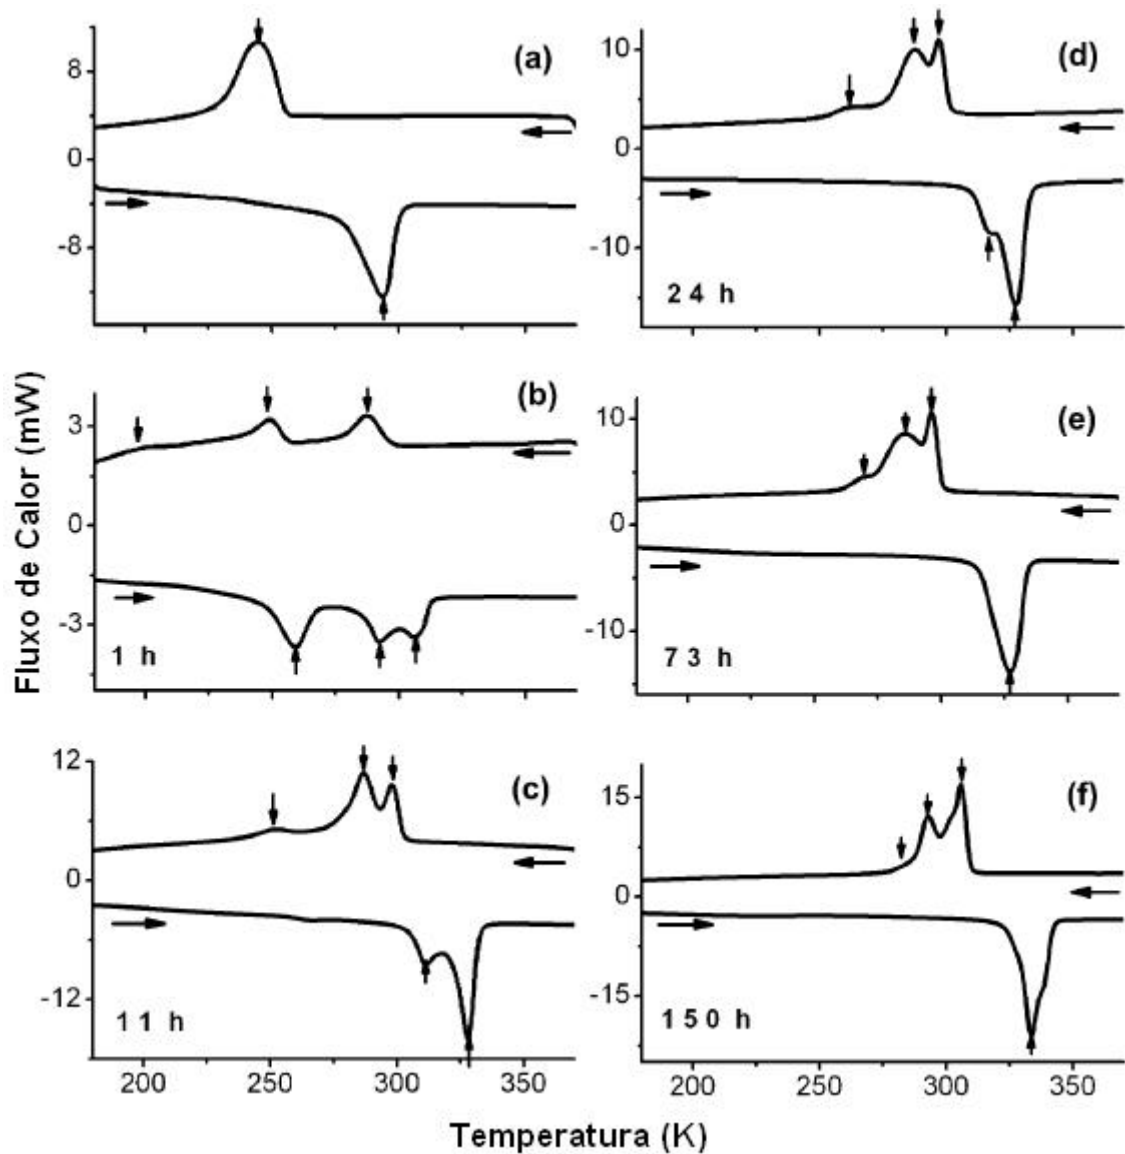 (a)
8
0
-8
(d)
10
0
-10
2 4 h
(b)
3
0
-3
1 h
(e)
10
0
-10
7 3 h
(c)
12
0
-12
1 1 h
200 250 300 350
(f)
15
0
-15
1 5 0 h
200 250 300 350
Fluxo de Calor (mW)
Temperatura (K)